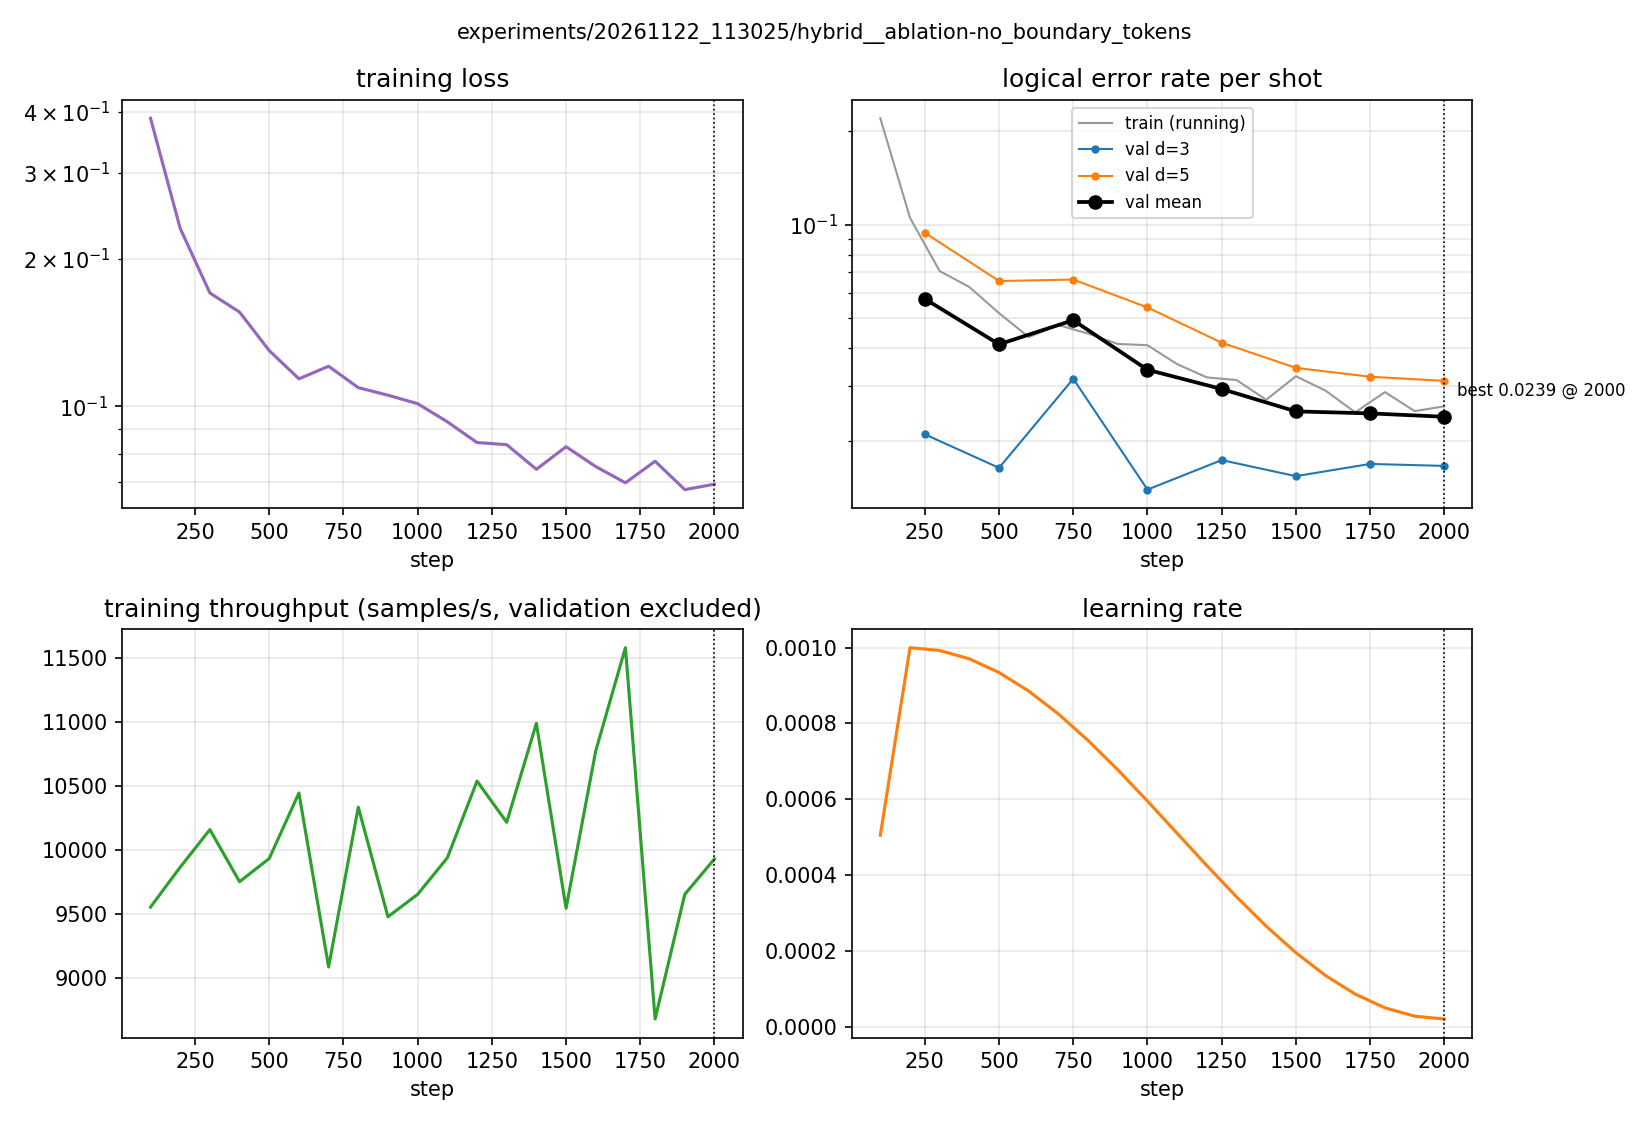 experiments/20261122_113025/hybrid__ablation-no_boundary_tokens
training loss
4 × 10⁻¹
3 × 10⁻¹
2 × 10⁻¹
10⁻¹
250 500 750 1000 1250 1500 1750 2000
step
logical error rate per shot
train (running)
val d=3
val d=5
val mean
10⁻¹
best 0.0239 @ 2000
250 500 750 1000 1250 1500 1750 2000
step
training throughput (samples/s, validation excluded)
11500
11000
10500
10000
9500
9000
250 500 750 1000 1250 1500 1750 2000
step
learning rate
0.0010
0.0008
0.0006
0.0004
0.0002
0.0000
250 500 750 1000 1250 1500 1750 2000
step